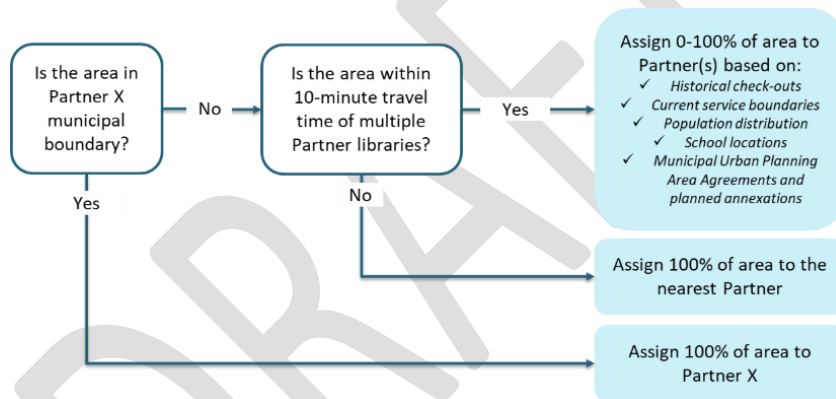 Is the area in
Partner X
municipal
boundary?
No
Is the area within
10-minute travel
time of multiple
Partner libraries?
Yes
Assign 0-100% of area to
Partner(s) based on:
✓ Historical check-outs
✓ Current service boundaries
✓ Population distribution
✓ School locations
✓ Municipal Urban Planning
Area Agreements and
planned annexations
Yes
No
Assign 100% of area to the
nearest Partner
Assign 100% of area to
Partner X
DRAFT